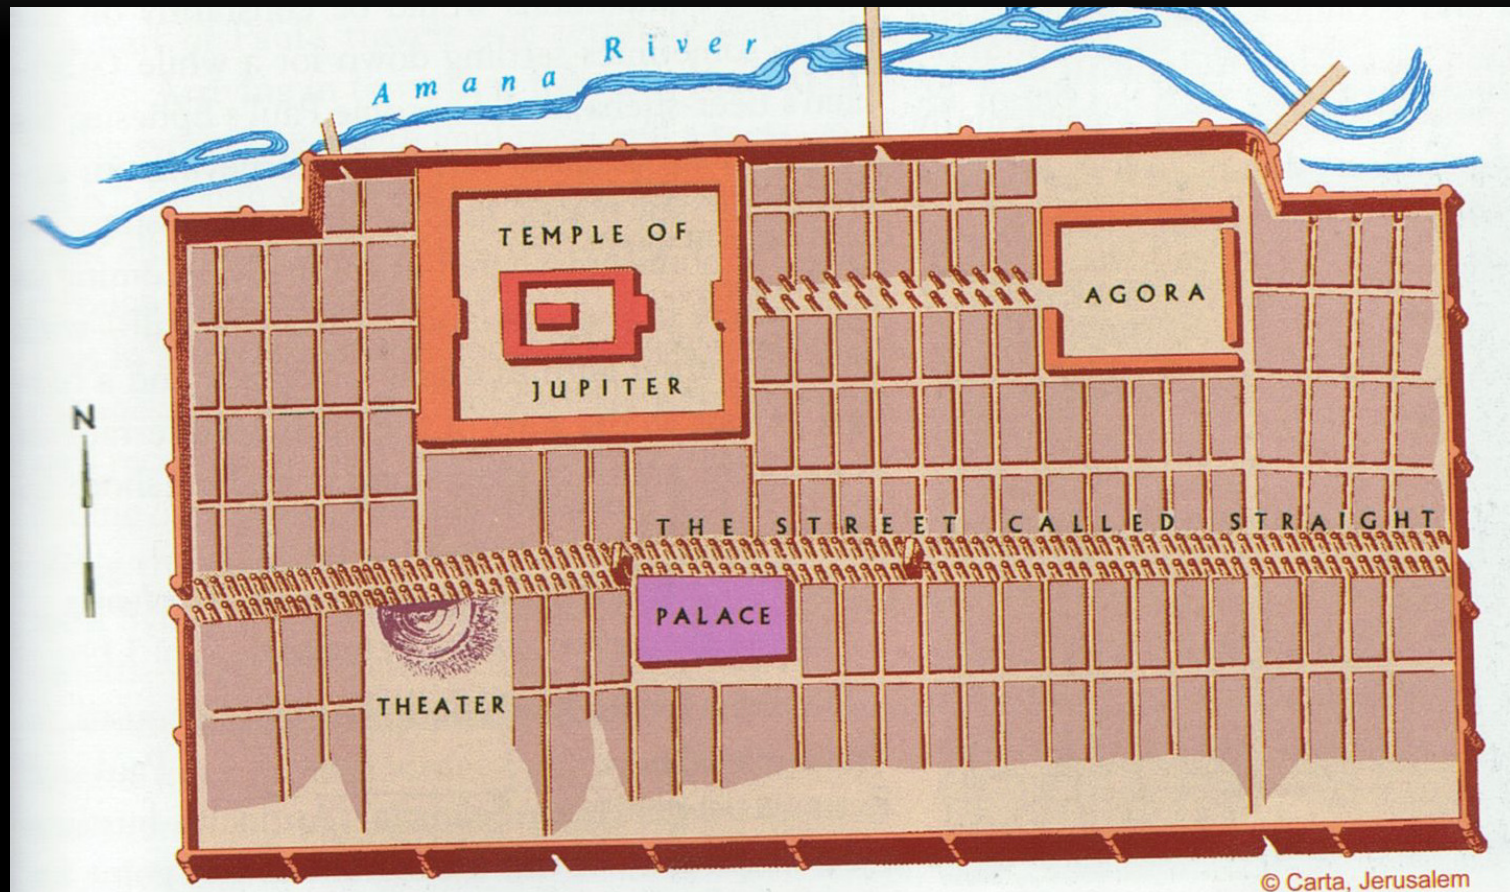 Amana River
TEMPLE OF
JUPITER
AGORA
N
THE STREET CALLED STRAIGHT
PALACE
THEATER
© Carta, Jerusalem